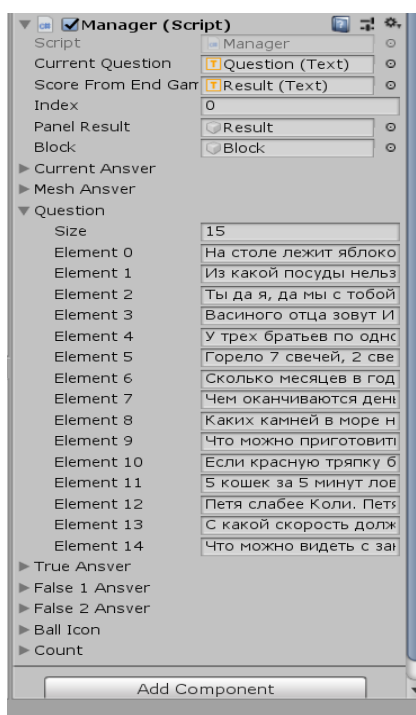 Manager (Script)
Script Manager
Current Question Question (Text)
Score From End Gam Result (Text)
Index 0
Panel Result Result
Block Block
Current Ansver
Mesh Ansver
Question
Size 15
Element 0 На столе лежит яблоко
Element 1 Из какой посуды нельз
Element 2 Ты да я, да мы с тобой
Element 3 Васиного отца зовут И
Element 4 У трех братьев по одно
Element 5 Горело 7 свечей, 2 све
Element 6 Сколько месяцев в год
Element 7 Чем оканчиваются день
Element 8 Каких камней в море н
Element 9 Что можно приготовить
Element 10 Если красную тряпку б
Element 11 5 кошек за 5 минут лов
Element 12 Петя слабее Коли. Петя
Element 13 С какой скорость долж
Element 14 Что можно видеть с зак
True Ansver
False 1 Ansver
False 2 Ansver
Ball Icon
Count
Add Component